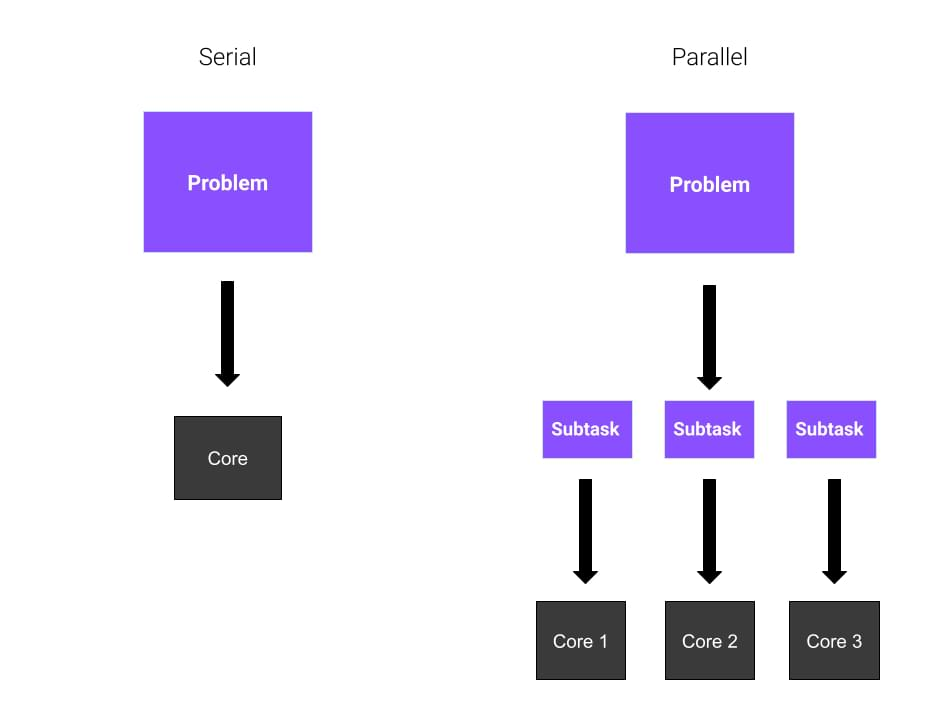 Serial
Parallel
Problem
Problem
Subtask
Subtask
Subtask
Core
Core 1
Core 2
Core 3